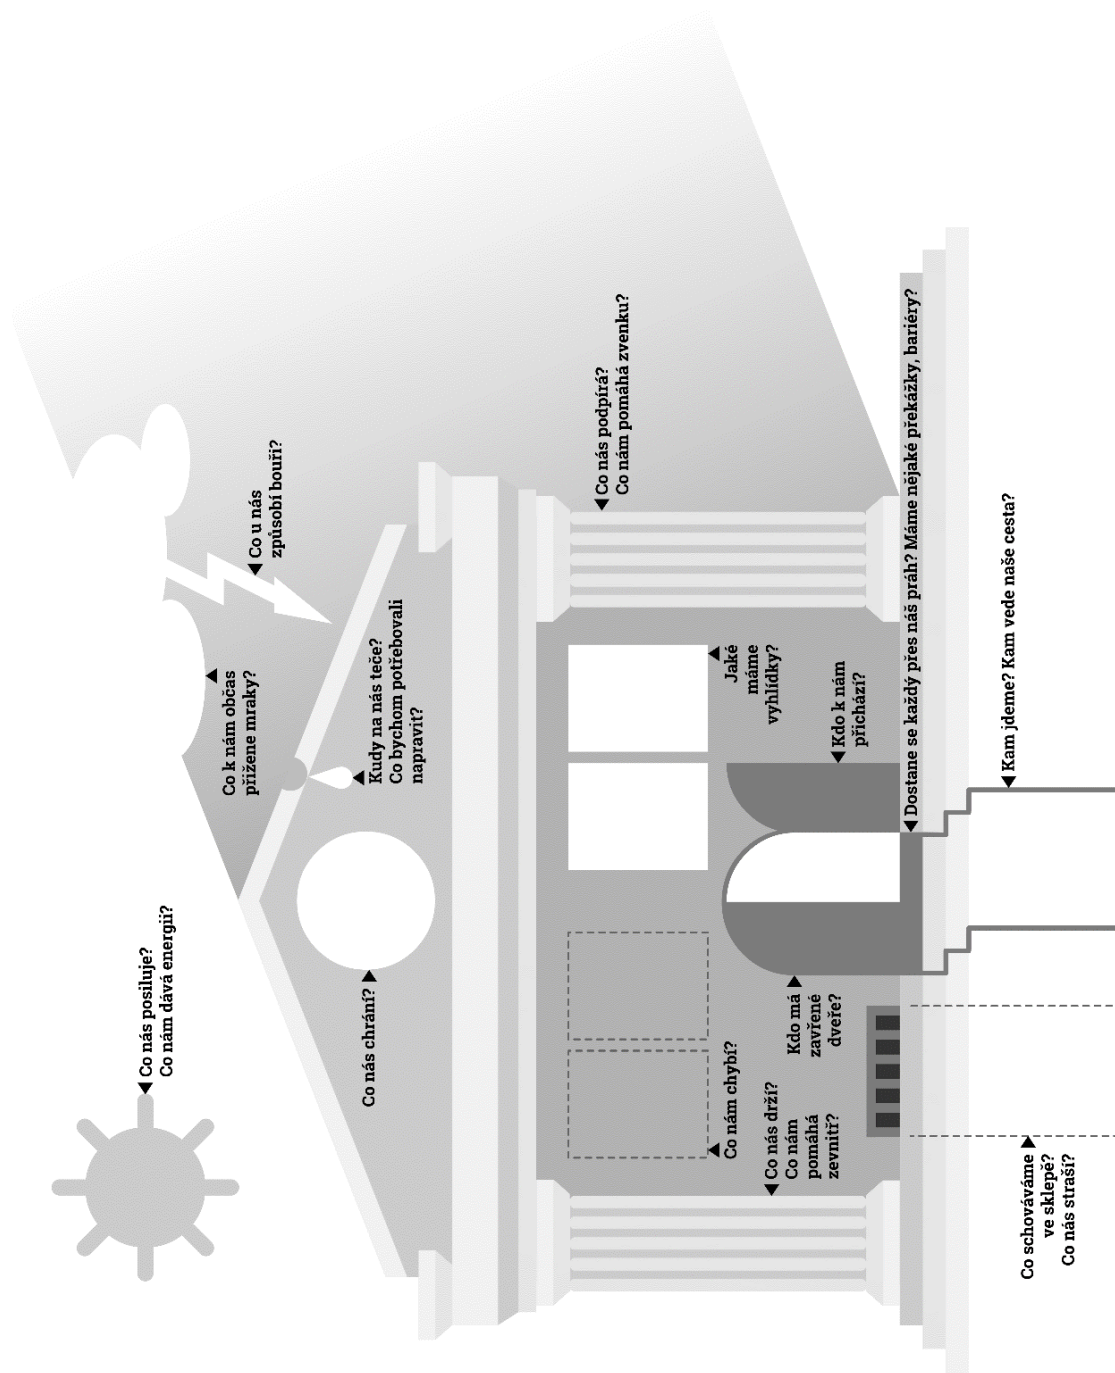 Co nás posiluje?
Co nám dává energii?
Co k nám občas
přižene mraky?
Co u nás
způsobí bouři?
Co nás chrání?
Kudy na nás teče?
Co bychom potřebovali
napravit?
Co nás podpírá?
Co nám pomáhá zvenku?
Co nám chybí?
Jaké
máme
vyhlídky?
Co nás drží?
Co nám
pomáhá
zevnitř?
Kdo má
zavřené
dveře?
Kdo k nám
přichází?
Dostane se každý přes náš práh? Máme nějaké překážky, bariéry?
Co schováváme
ve sklepě?
Co nás straší?
Kam jdeme? Kam vede naše cesta?